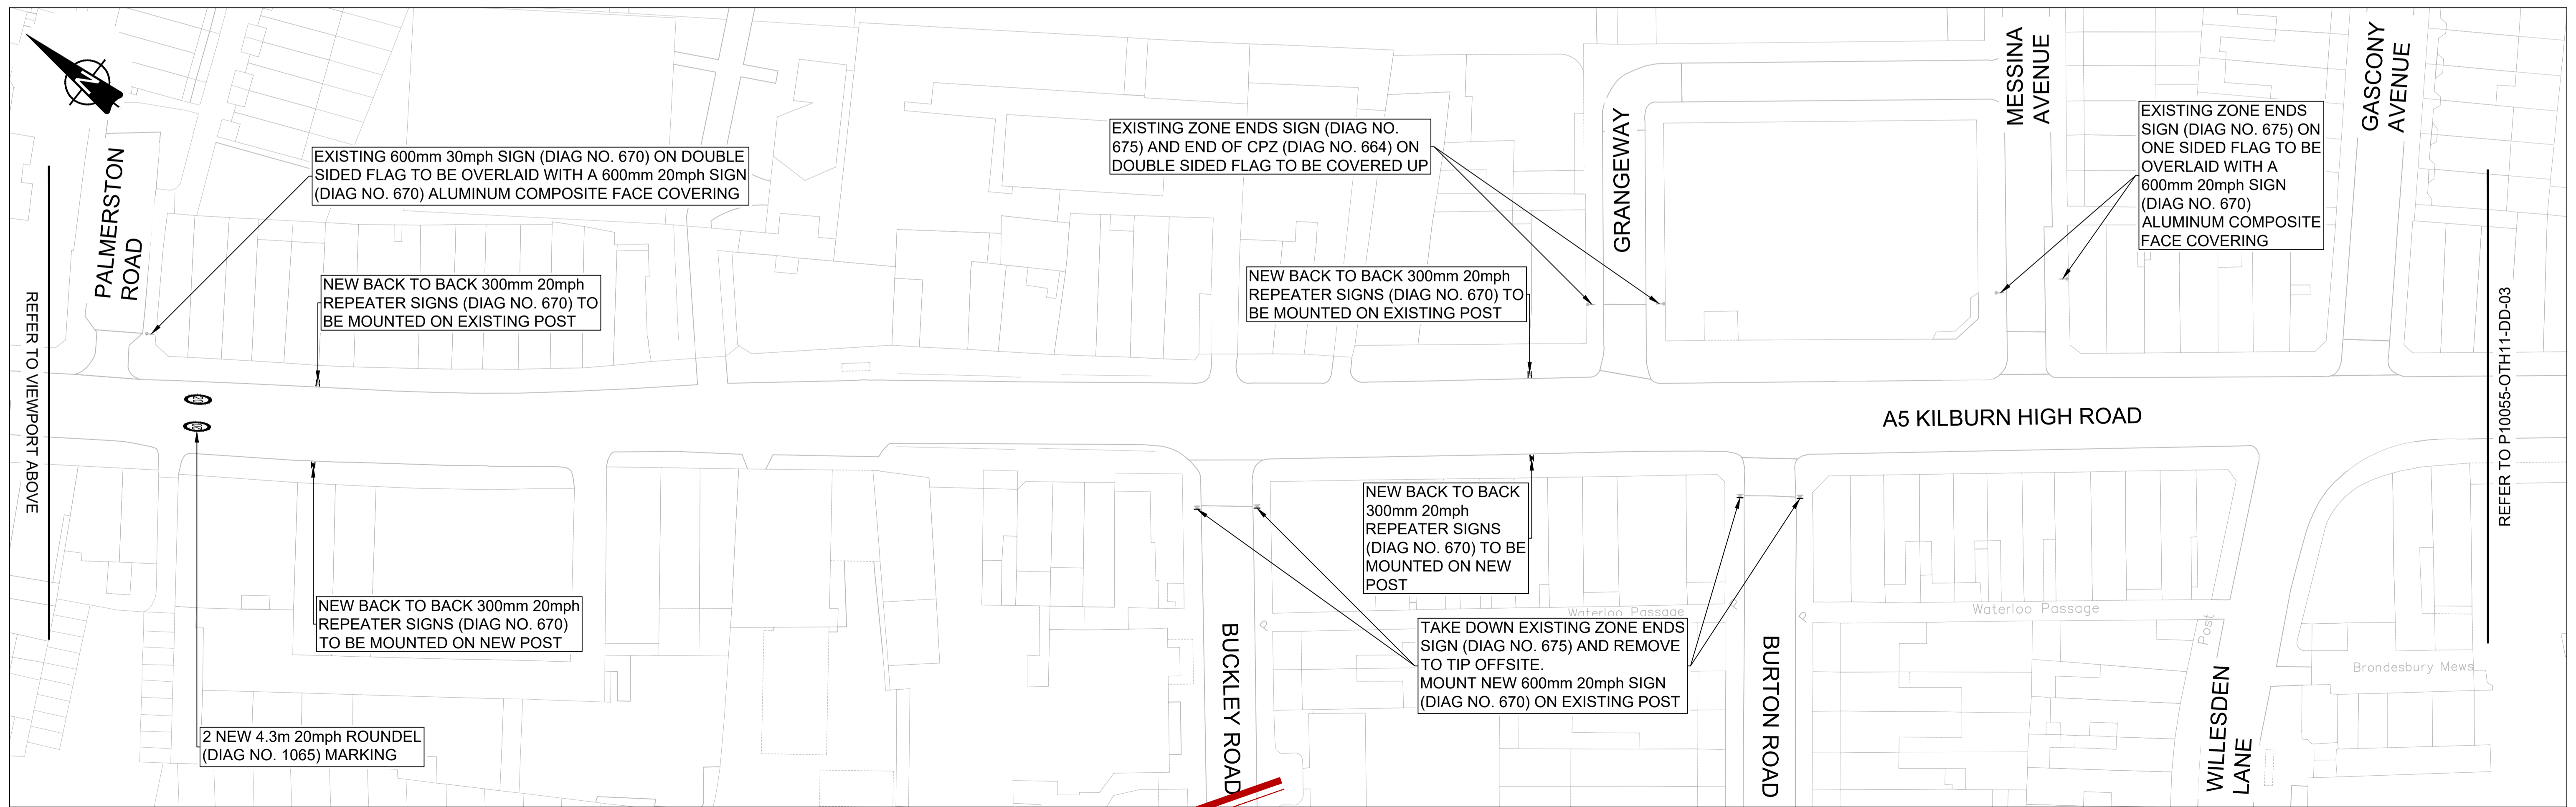 N
PALMERSTON
ROAD
REFER TO VIEWPORT ABOVE
EXISTING 600mm 30mph SIGN (DIAG NO. 670) ON DOUBLE
SIDED FLAG TO BE OVERLAID WITH A 600mm 20mph SIGN
(DIAG NO. 670) ALUMINUM COMPOSITE FACE COVERING
NEW BACK TO BACK 300mm 20mph
REPEATER SIGNS (DIAG NO. 670) TO
BE MOUNTED ON EXISTING POST
EXISTING ZONE ENDS SIGN (DIAG NO.
675) AND END OF CPZ (DIAG NO. 664) ON
DOUBLE SIDED FLAG TO BE COVERED UP
NEW BACK TO BACK 300mm 20mph
REPEATER SIGNS (DIAG NO. 670) TO
BE MOUNTED ON EXISTING POST
GRANGEWAY
MESSINA
AVENUE
EXISTING ZONE ENDS
SIGN (DIAG NO. 675) ON
ONE SIDED FLAG TO BE
OVERLAID WITH A
600mm 20mph SIGN
(DIAG NO. 670)
ALUMINUM COMPOSITE
FACE COVERING
GASCONY
AVENUE
REFER TO P10055-OTH11-DD-03
20
20
A5 KILBURN HIGH ROAD
NEW BACK TO BACK 300mm 20mph
REPEATER SIGNS (DIAG NO. 670)
TO BE MOUNTED ON NEW POST
2 NEW 4.3m 20mph ROUNDEL
(DIAG NO. 1065) MARKING
BUCKLEY ROAD
NEW BACK TO BACK
300mm 20mph
REPEATER SIGNS
(DIAG NO. 670) TO BE
MOUNTED ON NEW
POST
P
Waterloo Passage
P
TAKE DOWN EXISTING ZONE ENDS
SIGN (DIAG NO. 675) AND REMOVE
TO TIP OFFSITE.
MOUNT NEW 600mm 20mph SIGN
(DIAG NO. 670) ON EXISTING POST
BURTON ROAD
P
Waterloo Passage
Post
WILLESDEN
LANE
Brondesbury Mews